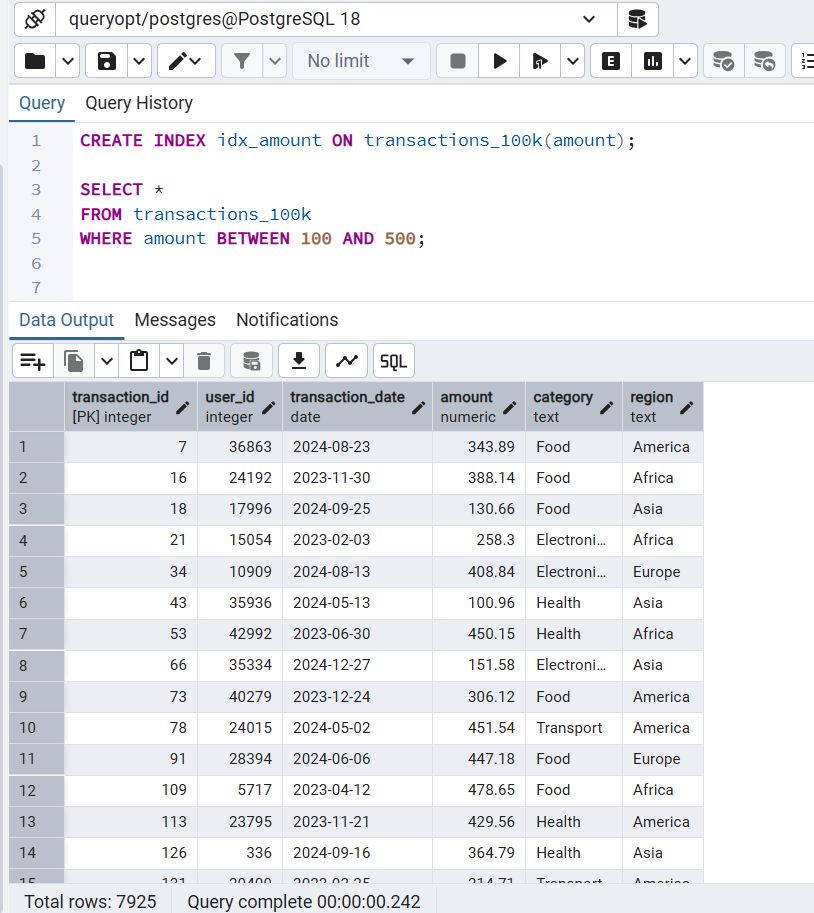 queryopt/postgres@PostgreSQL 18
No limit
E
Query Query History
1 CREATE INDEX idx_amount ON transactions_100k(amount);
2
3 SELECT *
4 FROM transactions_100k
5 WHERE amount BETWEEN 100 AND 500;
6
7
Data Output Messages Notifications
SQL
transaction_id user_id transaction_date amount category region
[PK] integer integer date numeric text text
1 7 36863 2024-08-23 343.89 Food America
2 16 24192 2023-11-30 388.14 Food Africa
3 18 17996 2024-09-25 130.66 Food Asia
4 21 15054 2023-02-03 258.3 Electroni... Africa
5 34 10909 2024-08-13 408.84 Electroni... Europe
6 43 35936 2024-05-13 100.96 Health Asia
7 53 42992 2023-06-30 450.15 Health Africa
8 66 35334 2024-12-27 151.58 Electroni... Asia
9 73 40279 2023-12-24 306.12 Food America
10 78 24015 2024-05-02 451.54 Transport America
11 91 28394 2024-06-06 447.18 Food Europe
12 109 5717 2023-04-12 478.65 Food Africa
13 113 23795 2023-11-21 429.56 Health America
14 126 336 2024-09-16 364.79 Health Asia
15 131 Transport America
Total rows: 7925 Query complete 00:00:00.242